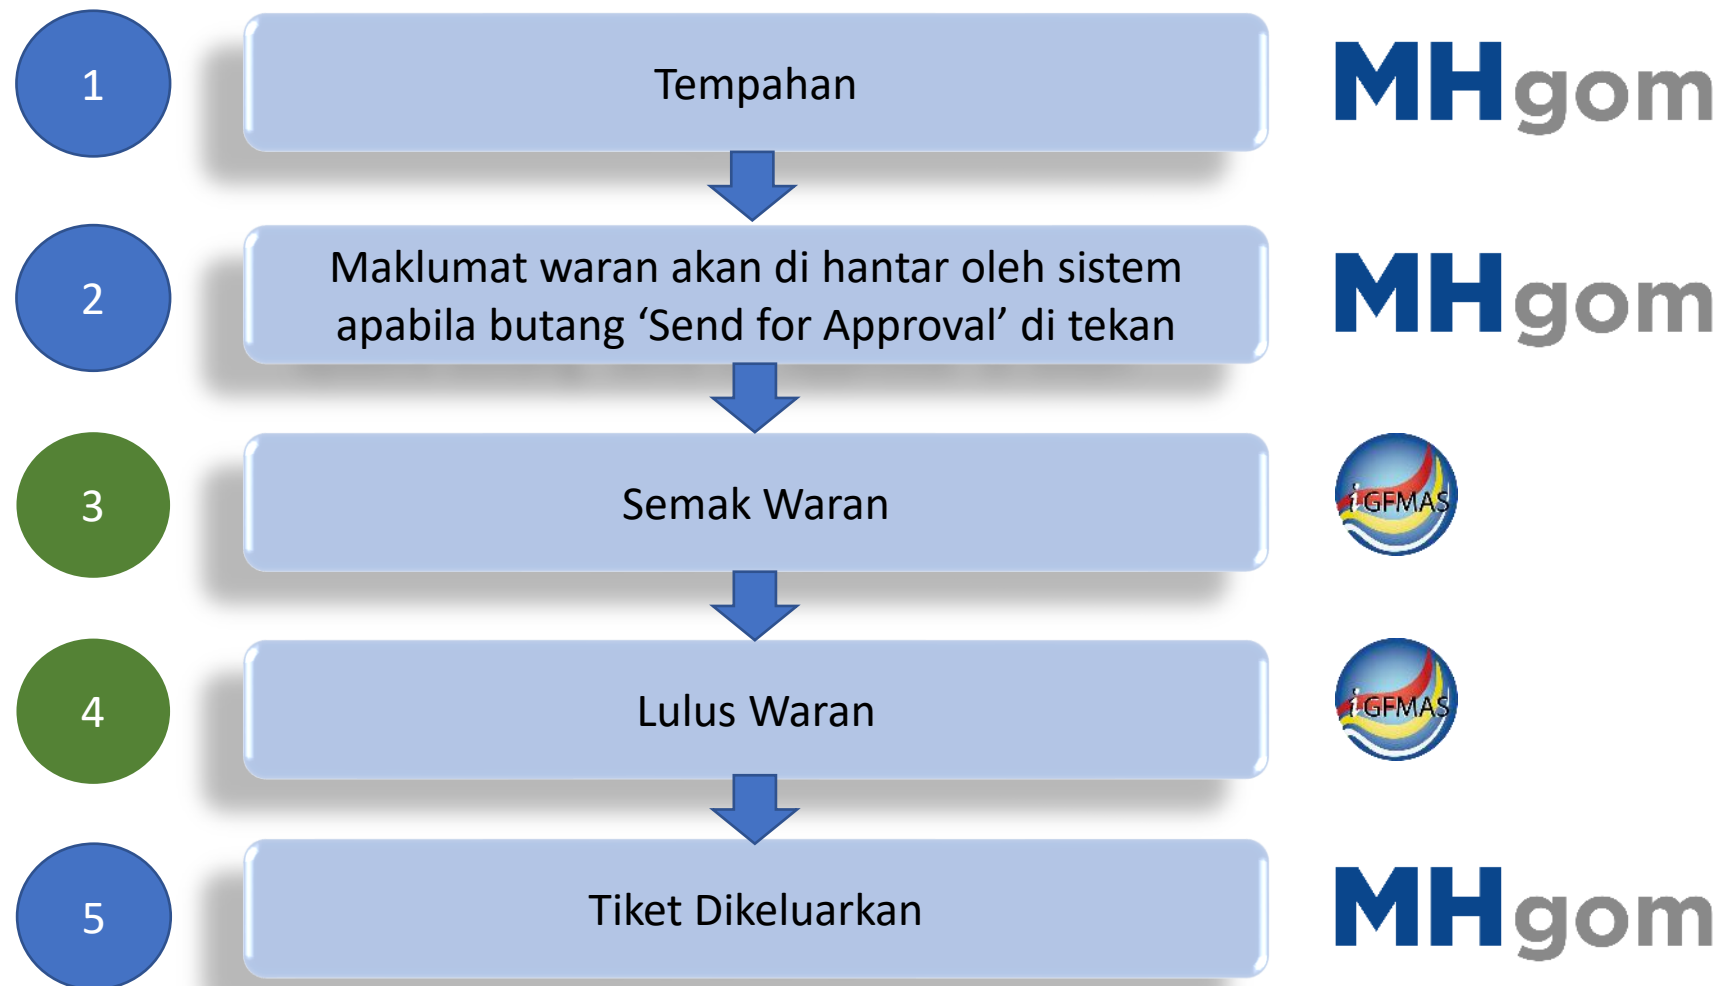 1
Tempahan
MHgom
2
Maklumat waran akan di hantar oleh sistem
apabila butang ‘Send for Approval’ di tekan
MHgom
3
Semak Waran
iGFMAS
4
Lulus Waran
iGFMAS
5
Tiket Dikeluarkan
MHgom